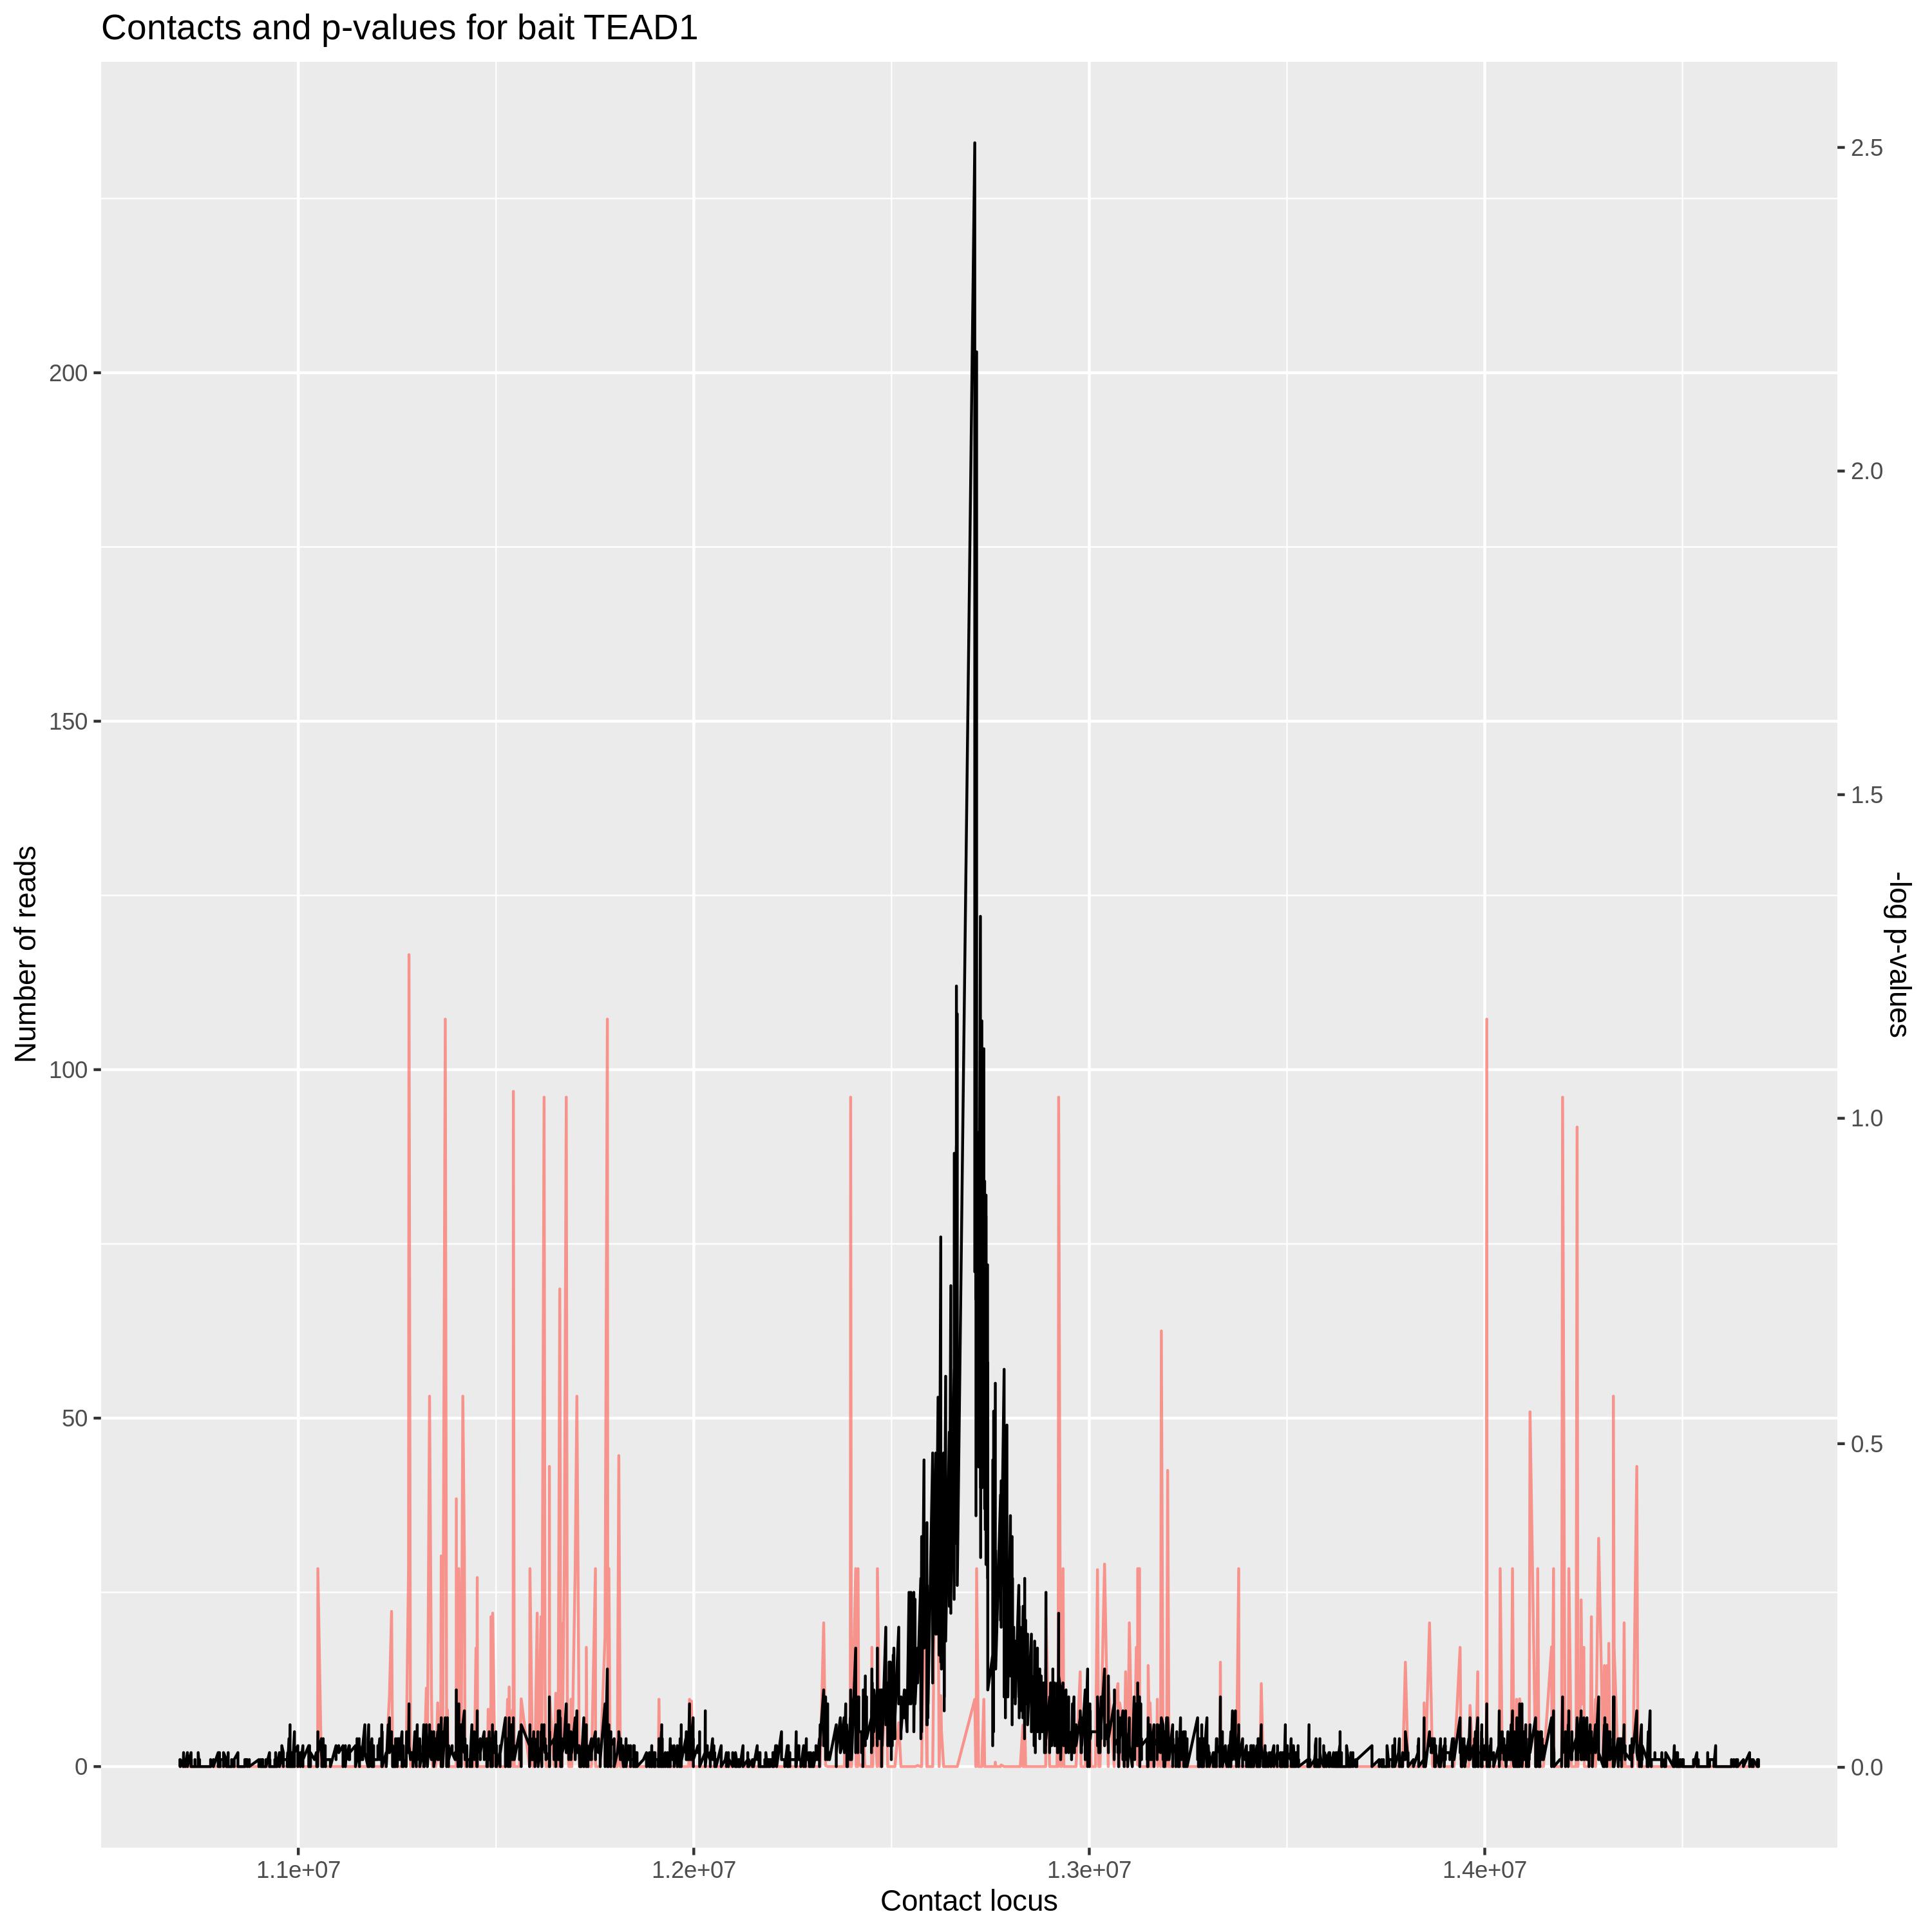 Contacts and p-values for bait TEAD1
Number of reads
200
150
100
50
0
2.5
2.0
1.5
1.0
0.5
0.0
-log p-values
1.1e+07
1.2e+07
1.3e+07
1.4e+07
Contact locus